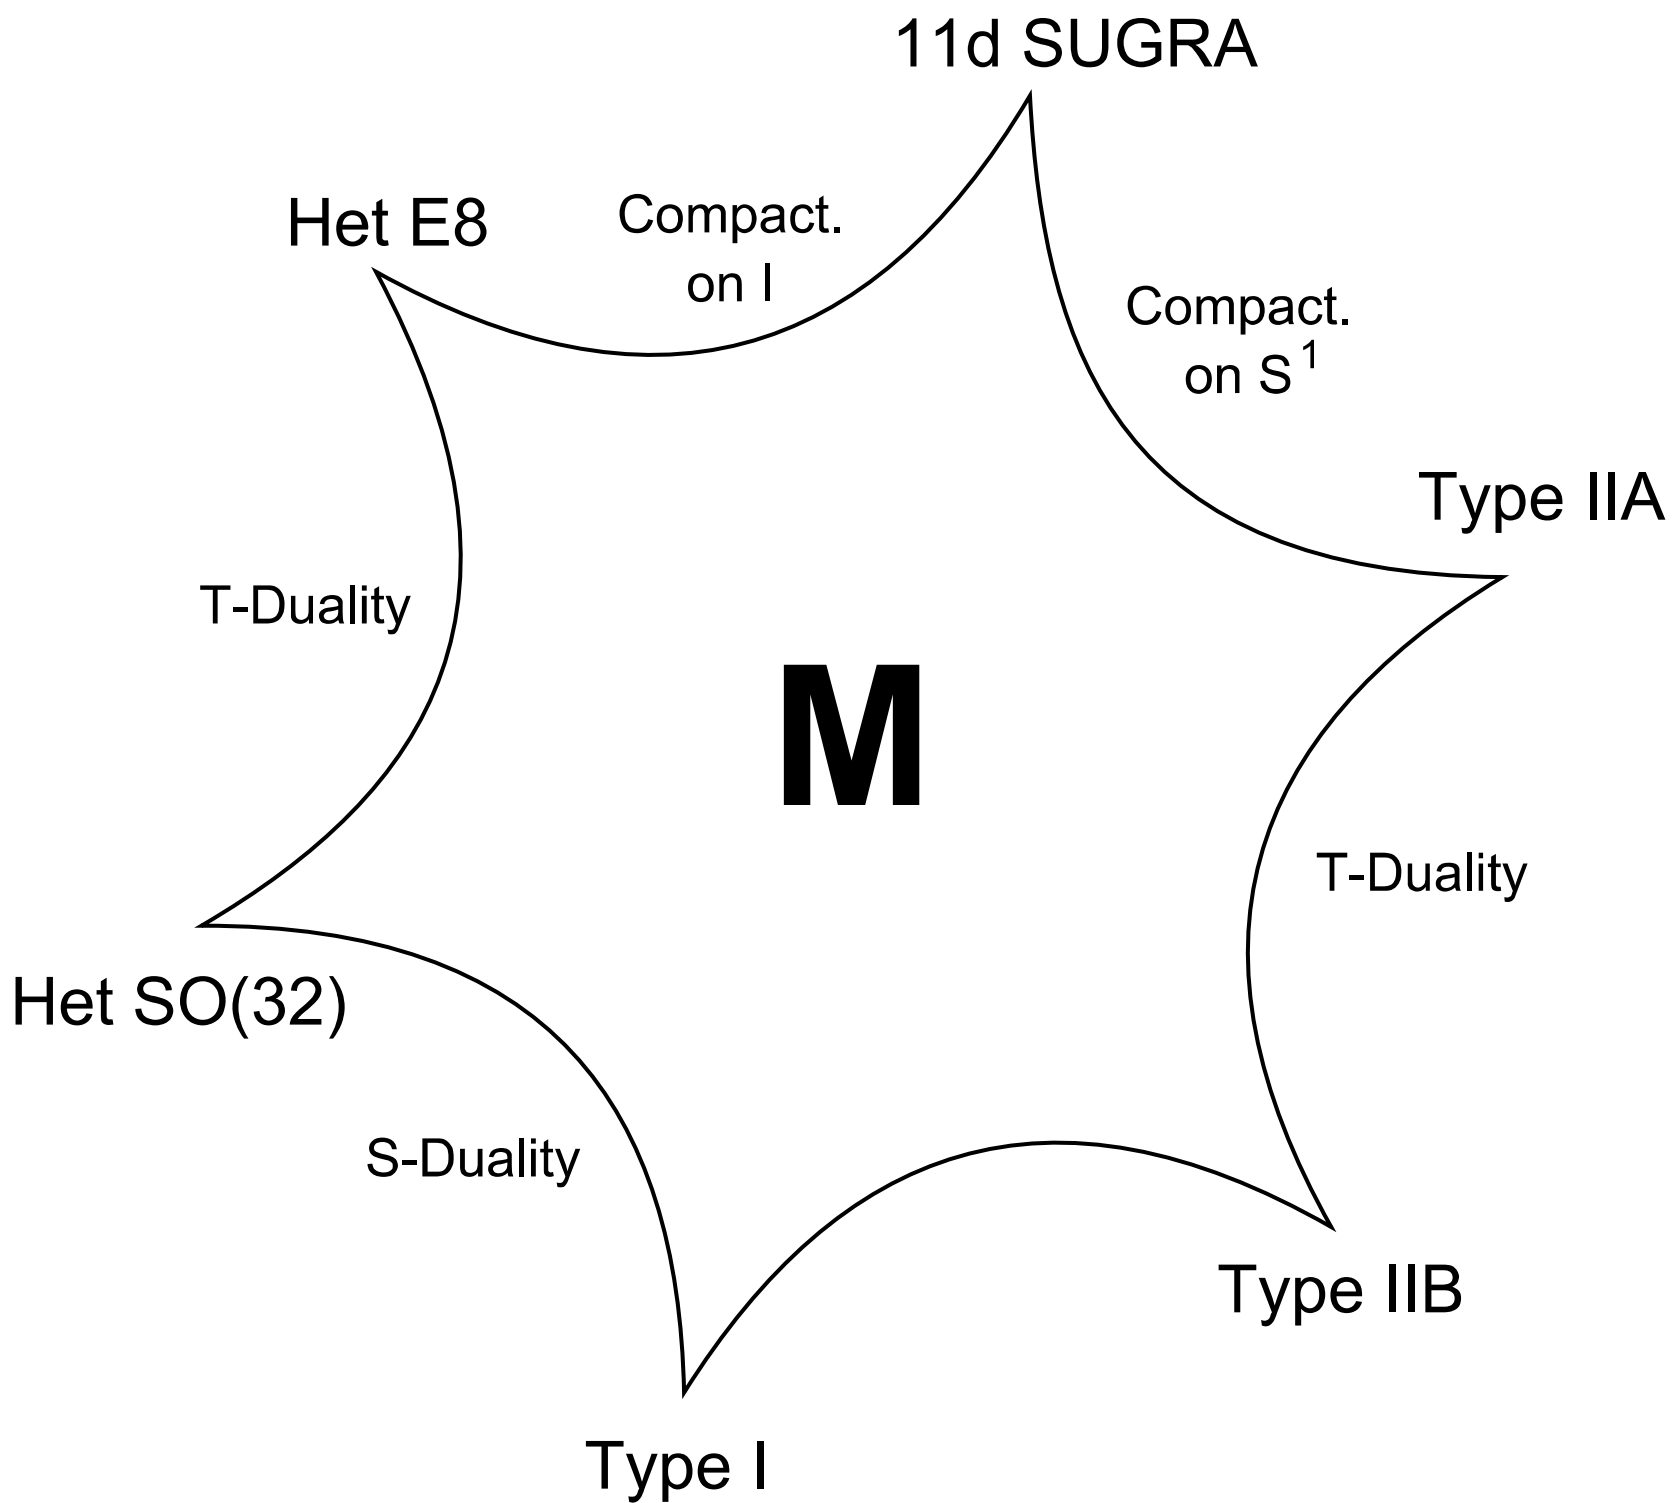 11d SUGRA
Het E8
Compact.
on I
Compact.
on S¹
Type IIA
T-Duality
M
T-Duality
Het SO(32)
S-Duality
Type IIB
Type I